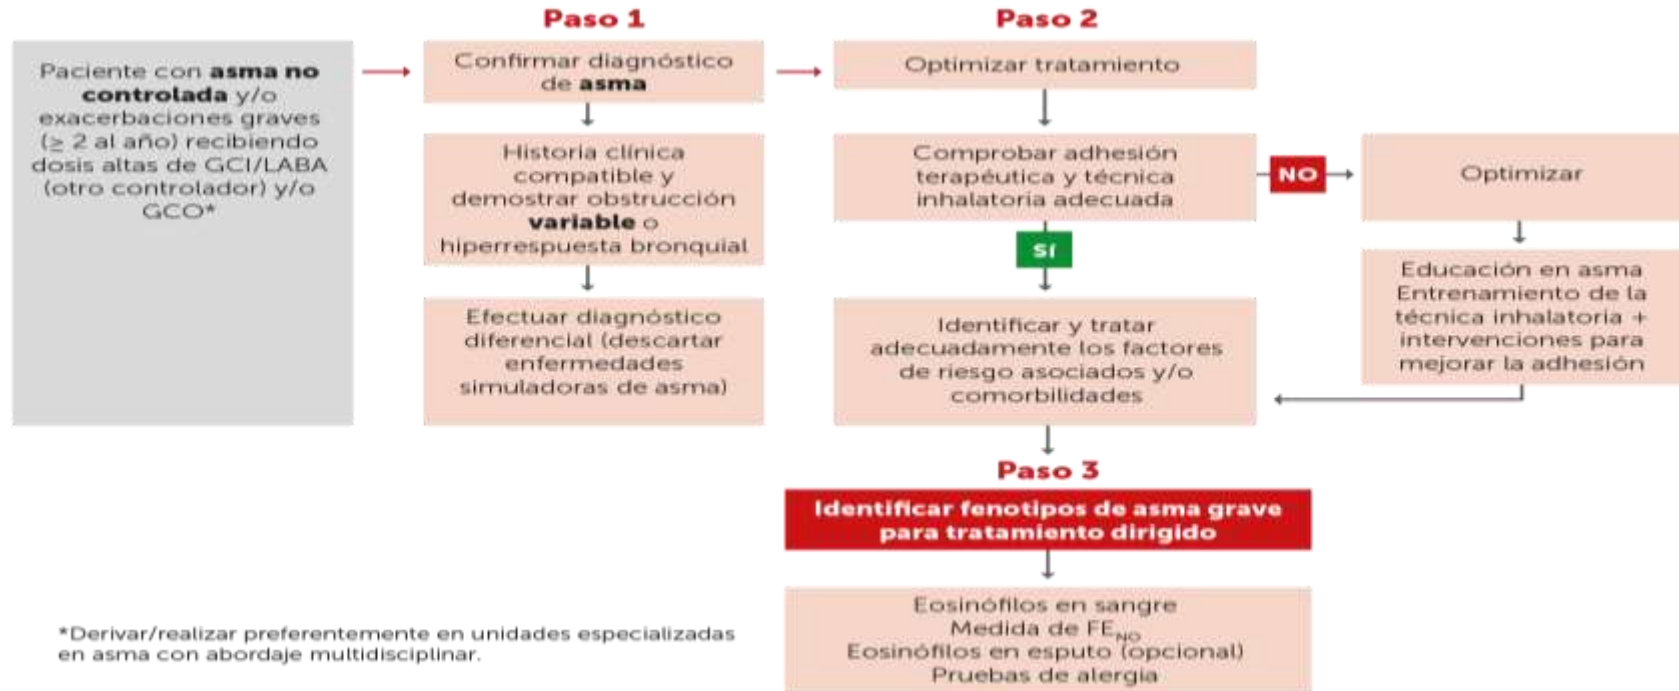 Paso 1
Paso 2
Paciente con asma no
controlada y/o
exacerbaciones graves
(≥ 2 al año) recibiendo
dosis altas de GCI/LABA
(otro controlador) y/o
GCO*
Confirmar diagnóstico
de asma
Historia clínica
compatible y
demostrar obstrucción
variable o
hiperrespuesta bronquial
Efectuar diagnóstico
diferencial (descartar
enfermedades
simuladoras de asma)
Optimizar tratamiento
Comprobar adhesión
terapéutica y técnica
inhalatoria adecuada
NO
Optimizar
SÍ
Educación en asma
Entrenamiento de la
técnica inhalatoria +
intervenciones para
mejorar la adhesión
Identificar y tratar
adecuadamente los factores
de riesgo asociados y/o
comorbilidades
Paso 3
Identificar fenotipos de asma grave
para tratamiento dirigido
Eosinófilos en sangre
Medida de FENO
Eosinófilos en esputo (opcional)
Pruebas de alergia
*Derivar/realizar preferentemente en unidades especializadas
en asma con abordaje multidisciplinar.